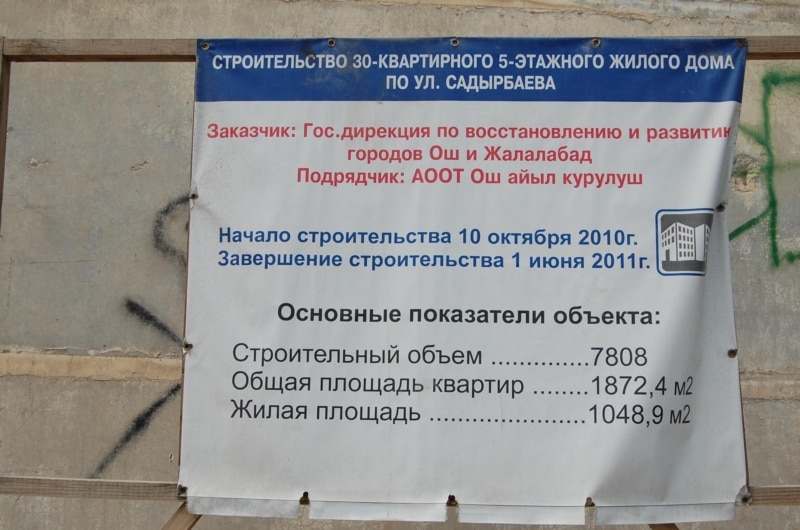 СТРОИТЕЛЬСТВО 30-КВАРТИРНОГО 5-ЭТАЖНОГО ЖИЛОГО ДОМА
ПО УЛ. САДЫРБАЕВА
Заказчик: Гос.дирекция по восстановлению и развитию
городов Ош и Жалалабад
Подрядчик: АООТ Ош айыл курулуш
Начало строительства 10 октября 2010г.
Завершение строительства 1 июня 2011г.
Основные показатели объекта:
Строительный объем ..............7808
Общая площадь квартир ........1872,4 м2
Жилая площадь .......................1048,9 м2